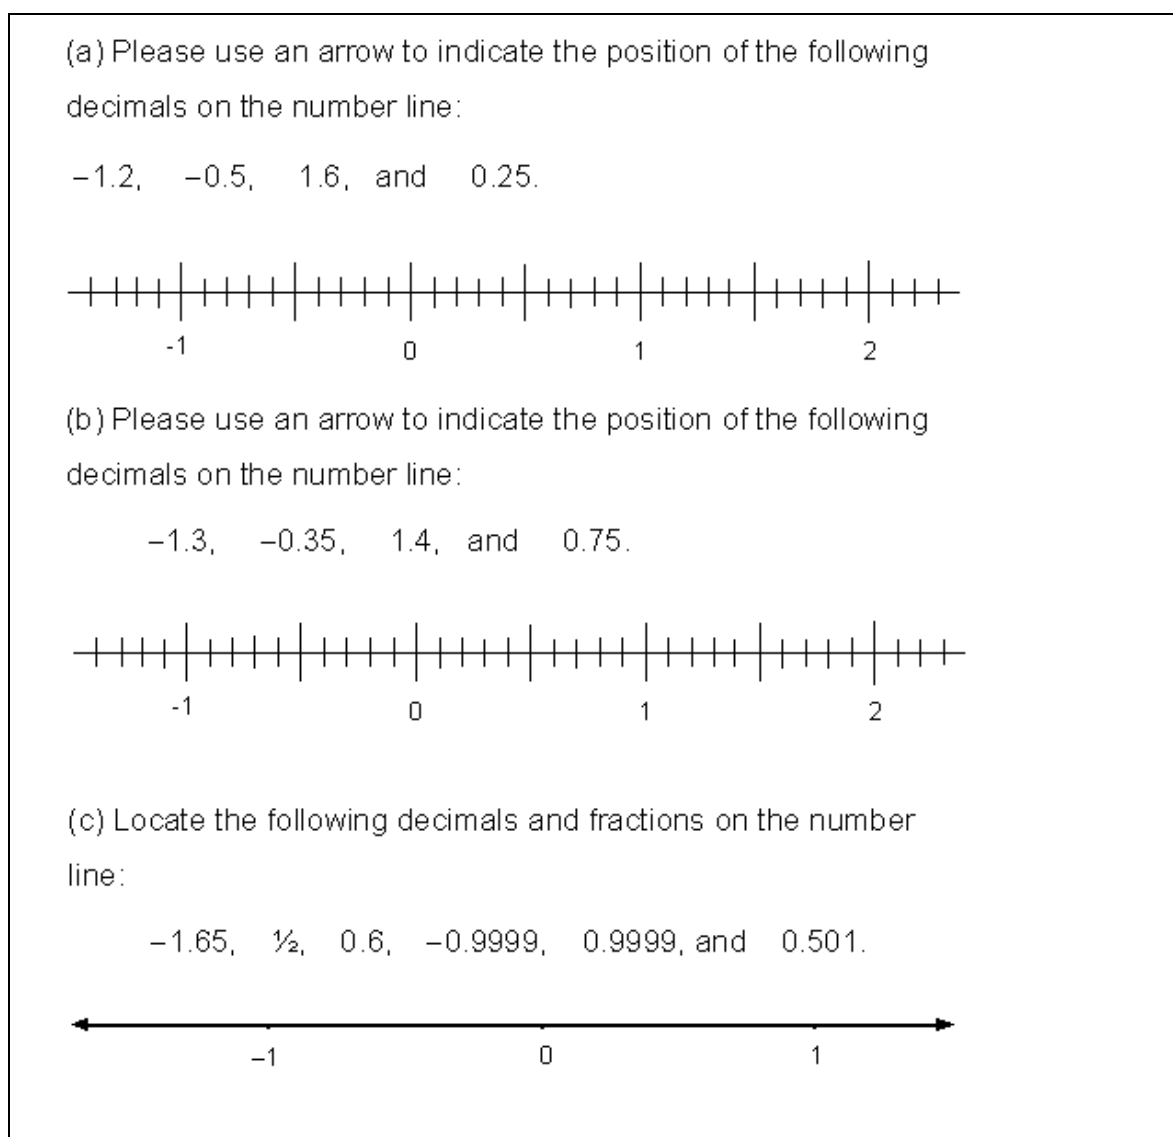 (a) Please use an arrow to indicate the position of the following
decimals on the number line:
−1.2, −0.5, 1.6, and 0.25.
-1 0 1 2
(b) Please use an arrow to indicate the position of the following
decimals on the number line:
−1.3, −0.35, 1.4, and 0.75.
-1 0 1 2
(c) Locate the following decimals and fractions on the number
line:
−1.65, ½, 0.6, −0.9999, 0.9999, and 0.501.
−1 0 1